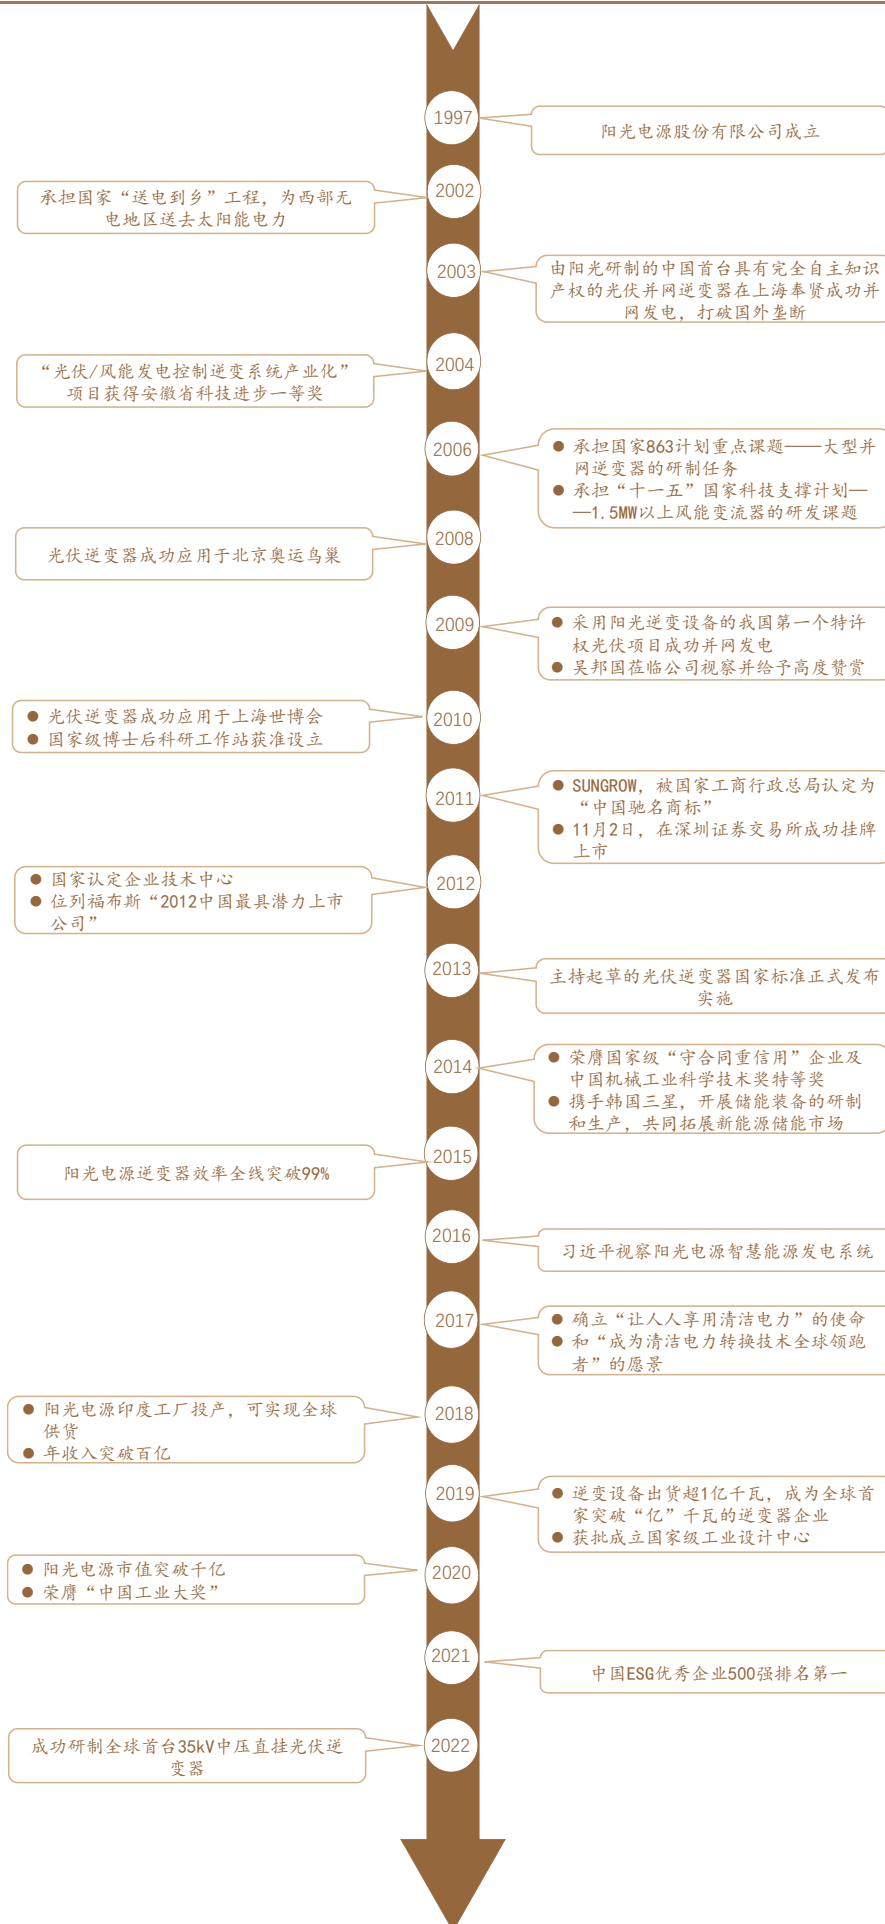 1997
阳光电源股份有限公司成立
2002
承担国家“送电到乡”工程，为西部无
电地区送去太阳能电力
2003
由阳光研制的中国首台具有完全自主知识
产权的光伏并网逆变器在上海奉贤成功并
网发电，打破国外垄断
2004
“光伏/风能发电控制逆变系统产业化”
项目获得安徽省科技进步一等奖
2006
● 承担国家863计划重点课题——大型并
网逆变器的研制任务
● 承担“十一五”国家科技支撑计划—
—1.5MW以上风能变流器的研发课题
2008
光伏逆变器成功应用于北京奥运鸟巢
2009
● 采用阳光逆变设备的我国第一个特许
权光伏项目成功并网发电
● 吴邦国莅临公司视察并给予高度赞赏
2010
● 光伏逆变器成功应用于上海世博会
● 国家级博士后科研工作站获准设立
2011
● SUNGROW，被国家工商行政总局认定为
“中国驰名商标”
● 11月2日，在深圳证券交易所成功挂牌
上市
2012
● 国家认定企业技术中心
● 位列福布斯“2012中国最具潜力上市
公司”
2013
主持起草的光伏逆变器国家标准正式发布
实施
2014
● 荣膺国家级“守合同重信用”企业及
中国机械工业科学技术奖特等奖
● 携手韩国三星，开展储能装备的研制
和生产，共同拓展新能源储能市场
2015
阳光电源逆变器效率全线突破99%
2016
习近平视察阳光电源智慧能源发电系统
2017
● 确立“让人人享用清洁电力”的使命
● 和“成为清洁电力转换技术全球领跑
者”的愿景
2018
● 阳光电源印度工厂投产，可实现全球
供货
● 年收入突破百亿
2019
● 逆变设备出货超1亿千瓦，成为全球首
家突破“亿”千瓦的逆变器企业
● 获批成立国家级工业设计中心
2020
● 阳光电源市值突破千亿
● 荣膺“中国工业大奖”
2021
中国ESG优秀企业500强排名第一
2022
成功研制全球首台35kV中压直挂光伏逆
变器